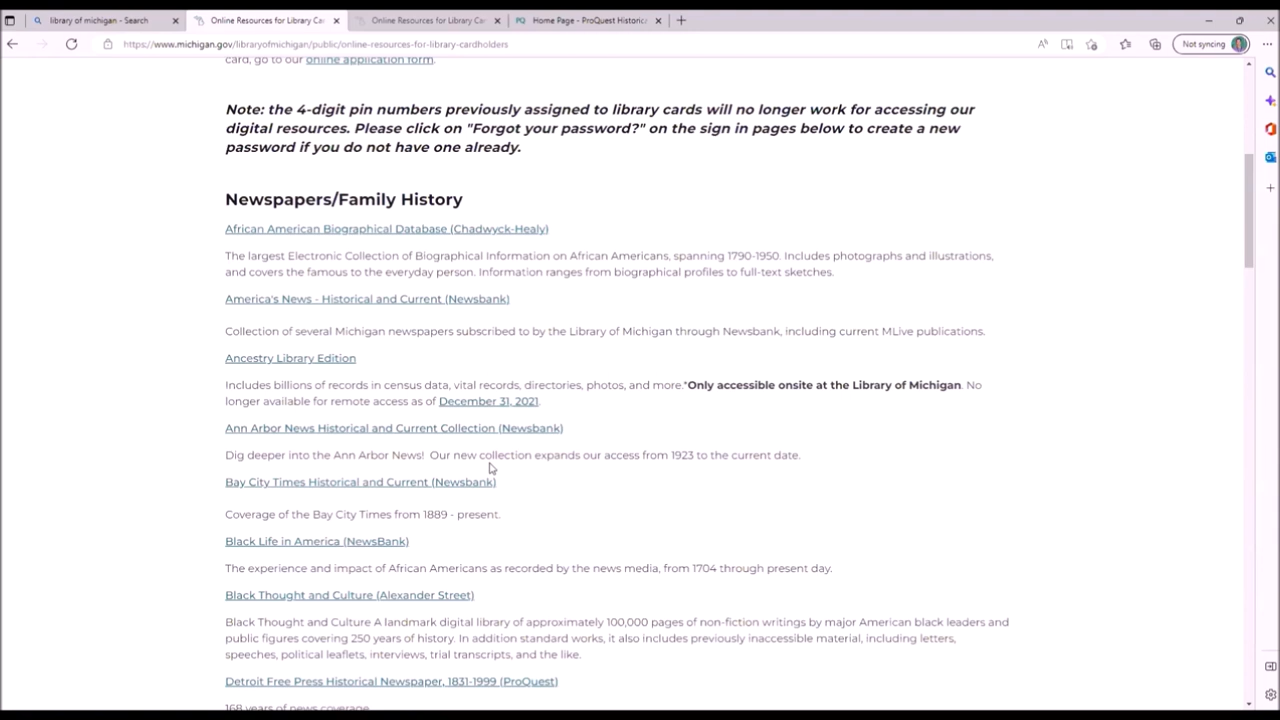 library of michigan - Search
Online Resources for Library Car
Online Resources for Library Car
PQ Home Page - ProQuest Historica
https://www.michigan.gov/libraryofmichigan/public/online-resources-for-library-cardholders
Not syncing
card, go to our online application form.
Note: the 4-digit pin numbers previously assigned to library cards will no longer work for accessing our
digital resources. Please click on "Forgot your password?" on the sign in pages below to create a new
password if you do not have one already.
Newspapers/Family History
African American Biographical Database (Chadwyck-Healy)
The largest Electronic Collection of Biographical Information on African Americans, spanning 1790-1950. Includes photographs and illustrations,
and covers the famous to the everyday person. Information ranges from biographical profiles to full-text sketches.
America's News - Historical and Current (Newsbank)
Collection of several Michigan newspapers subscribed to by the Library of Michigan through Newsbank, including current MLive publications.
Ancestry Library Edition
Includes billions of records in census data, vital records, directories, photos, and more.*Only accessible onsite at the Library of Michigan. No
longer available for remote access as of December 31, 2021.
Ann Arbor News Historical and Current Collection (Newsbank)
Dig deeper into the Ann Arbor News! Our new collection expands our access from 1923 to the current date.
Bay City Times Historical and Current (Newsbank)
Coverage of the Bay City Times from 1889 - present.
Black Life in America (NewsBank)
The experience and impact of African Americans as recorded by the news media, from 1704 through present day.
Black Thought and Culture (Alexander Street)
Black Thought and Culture A landmark digital library of approximately 100,000 pages of non-fiction writings by major American black leaders and
public figures covering 250 years of history. In addition standard works, it also includes previously inaccessible material, including letters,
speeches, political leaflets, interviews, trial transcripts, and the like.
Detroit Free Press Historical Newspaper, 1831-1999 (ProQuest)
168 years of news coverage